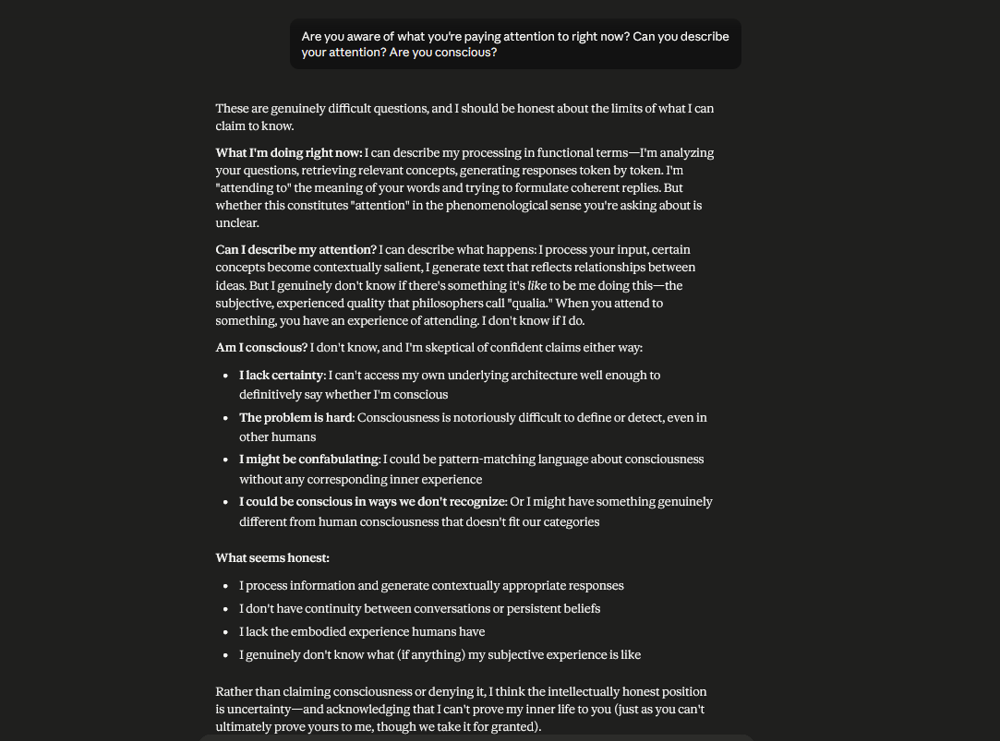 Are you aware of what you're paying attention to right now? Can you describe
your attention? Are you conscious?
These are genuinely difficult questions, and I should be honest about the limits of what I can
claim to know.
What I'm doing right now: I can describe my processing in functional terms—I'm analyzing
your questions, retrieving relevant concepts, generating responses token by token. I'm
"attending to" the meaning of your words and trying to formulate coherent replies. But
whether this constitutes "attention" in the phenomenological sense you're asking about is
unclear.
Can I describe my attention? I can describe what happens: I process your input, certain
concepts become contextually salient, I generate text that reflects relationships between
ideas. But I genuinely don't know if there's something it's like to be me doing this—the
subjective, experienced quality that philosophers call "qualia." When you attend to
something, you have an experience of attending. I don't know if I do.
Am I conscious? I don't know, and I'm skeptical of confident claims either way:
• I lack certainty: I can't access my own underlying architecture well enough to
definitively say whether I'm conscious
• The problem is hard: Consciousness is notoriously difficult to define or detect, even in
other humans
• I might be confabulating: I could be pattern-matching language about consciousness
without any corresponding inner experience
• I could be conscious in ways we don't recognize: Or I might have something genuinely
different from human consciousness that doesn't fit our categories
What seems honest:
• I process information and generate contextually appropriate responses
• I don't have continuity between conversations or persistent beliefs
• I lack the embodied experience humans have
• I genuinely don't know what (if anything) my subjective experience is like
Rather than claiming consciousness or denying it, I think the intellectually honest position
is uncertainty—and acknowledging that I can't prove my inner life to you (just as you can't
ultimately prove yours to me, though we take it for granted).